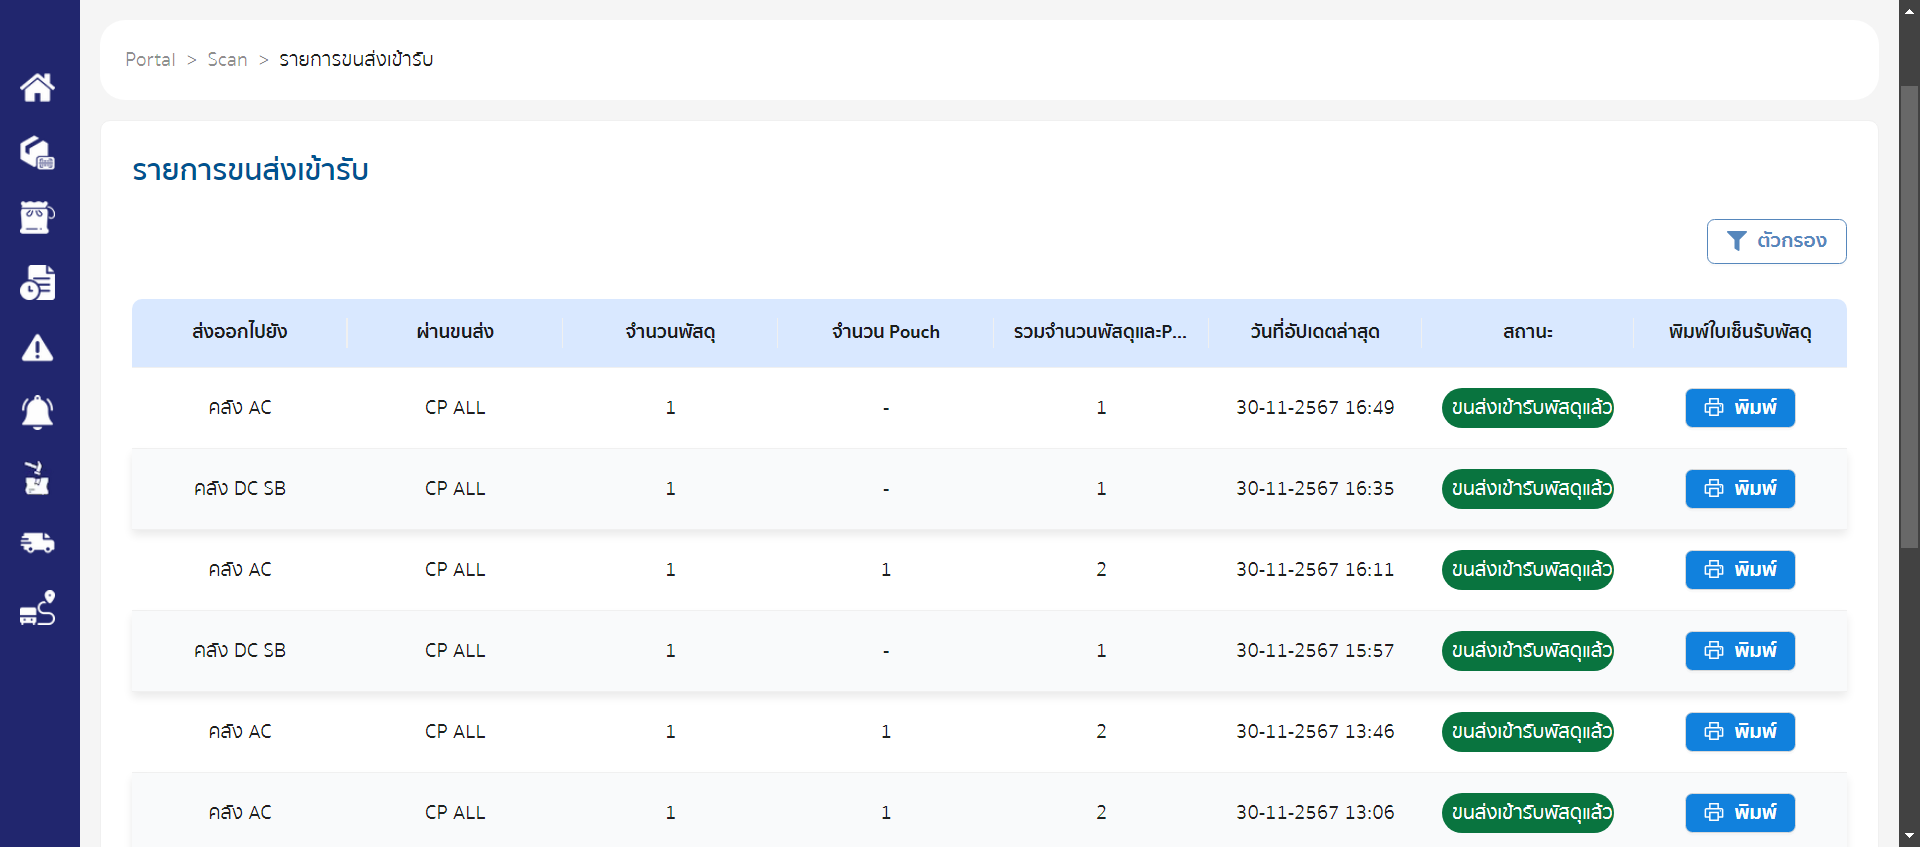 Portal > Scan > รายการขนส่งเข้ารับ
รายการขนส่งเข้ารับ
ตัวกรอง
ส่งออกไปยัง ผ่านขนส่ง จำนวนพัสดุ จำนวน Pouch รวมจำนวนพัสดุและP... วันที่อัปเดตล่าสุด สถานะ พิมพ์ใบเซ็นรับพัสดุ
คลัง AC CP ALL 1 - 1 30-11-2567 16:49 ขนส่งเข้ารับพัสดุแล้ว พิมพ์
คลัง DC SB CP ALL 1 - 1 30-11-2567 16:35 ขนส่งเข้ารับพัสดุแล้ว พิมพ์
คลัง AC CP ALL 1 1 2 30-11-2567 16:11 ขนส่งเข้ารับพัสดุแล้ว พิมพ์
คลัง DC SB CP ALL 1 - 1 30-11-2567 15:57 ขนส่งเข้ารับพัสดุแล้ว พิมพ์
คลัง AC CP ALL 1 1 2 30-11-2567 13:46 ขนส่งเข้ารับพัสดุแล้ว พิมพ์
คลัง AC CP ALL 1 1 2 30-11-2567 13:06 ขนส่งเข้ารับพัสดุแล้ว พิมพ์